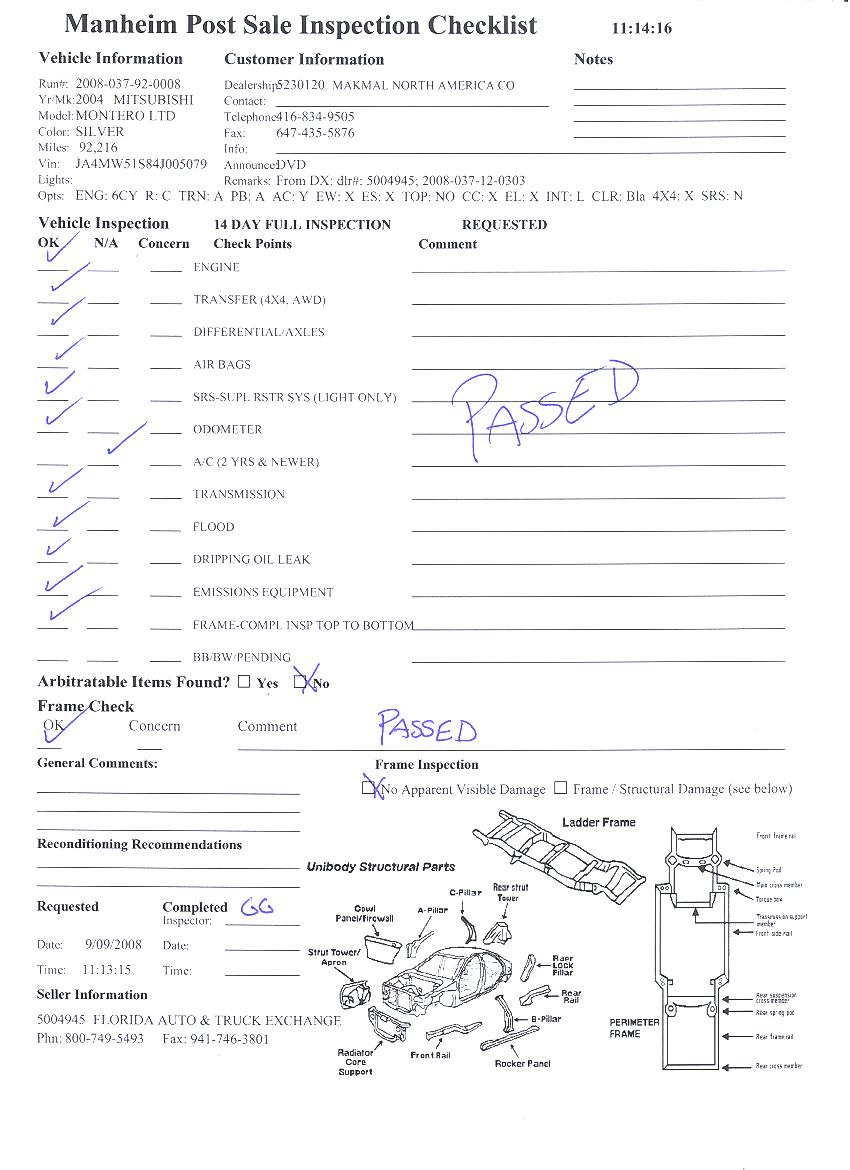 Manheim Post Sale Inspection Checklist 11:14:16
Vehicle Information Customer Information Notes
Run#: 2008-037-92-0008 Dealership5230120 MAKMAL NORTH AMERICA CO
Yr/Mk:2004 MITSUBISHI Contact:
Model:MONTERO LTD Telephone416-834-9505
Color: SILVER Fax: 647-435-5876
Miles: 92,216 Info:
Vin: JA4MW51S84J005079 Announce:DVD
Lights: Remarks: From DX: dlr#: 5004945; 2008-037-12-0303
Opts: ENG: 6CY R: C TRN: A PB: A AC: Y EW: X ES: X TOP: NO CC: X EL: X INT: L CLR: Bla 4X4: X SRS: N
Vehicle Inspection 14 DAY FULL INSPECTION REQUESTED
OK N/A Concern Check Points Comment
ENGINE
TRANSFER (4X4, AWD)
DIFFERENTIAL/AXLES
AIR BAGS
SRS-SUPL RSTR SYS (LIGHT ONLY)
PASSED
ODOMETER
A/C (2 YRS & NEWER)
TRANSMISSION
FLOOD
DRIPPING OIL LEAK
EMISSIONS EQUIPMENT
FRAME-COMPL INSP TOP TO BOTTOM
BB/BW/PENDING
Arbitratable Items Found? Yes No
Frame Check
OK Concern Comment PASSED
General Comments: Frame Inspection
No Apparent Visible Damage Frame / Structural Damage (see below)
Reconditioning Recommendations
Requested Completed GG
Inspector:
Date: 9/09/2008 Date:
Time: 11:13:15 Time:
Seller Information
5004945 FLORIDA AUTO & TRUCK EXCHANGE
Phn: 800-749-5493 Fax: 941-746-3801
Ladder Frame
Unibody Structural Parts
Cowl
Panel/Firewall
A-Pillar
C-Pillar
Rear strut
Tower
Strut Tower/
Apron
Raer
LOCK
Pillar
Rear
Rail
B-Pillar
Radiator
Core
Support
Front Rail
Rocker Panel
PERIMETER
FRAME
Front frame rail
Spring Pod
Main cross member
Torque box
Transmission support
member
Front side rail
Rear suspension
cross member
Rear spring pod
Rear frame rail
Rear cross member